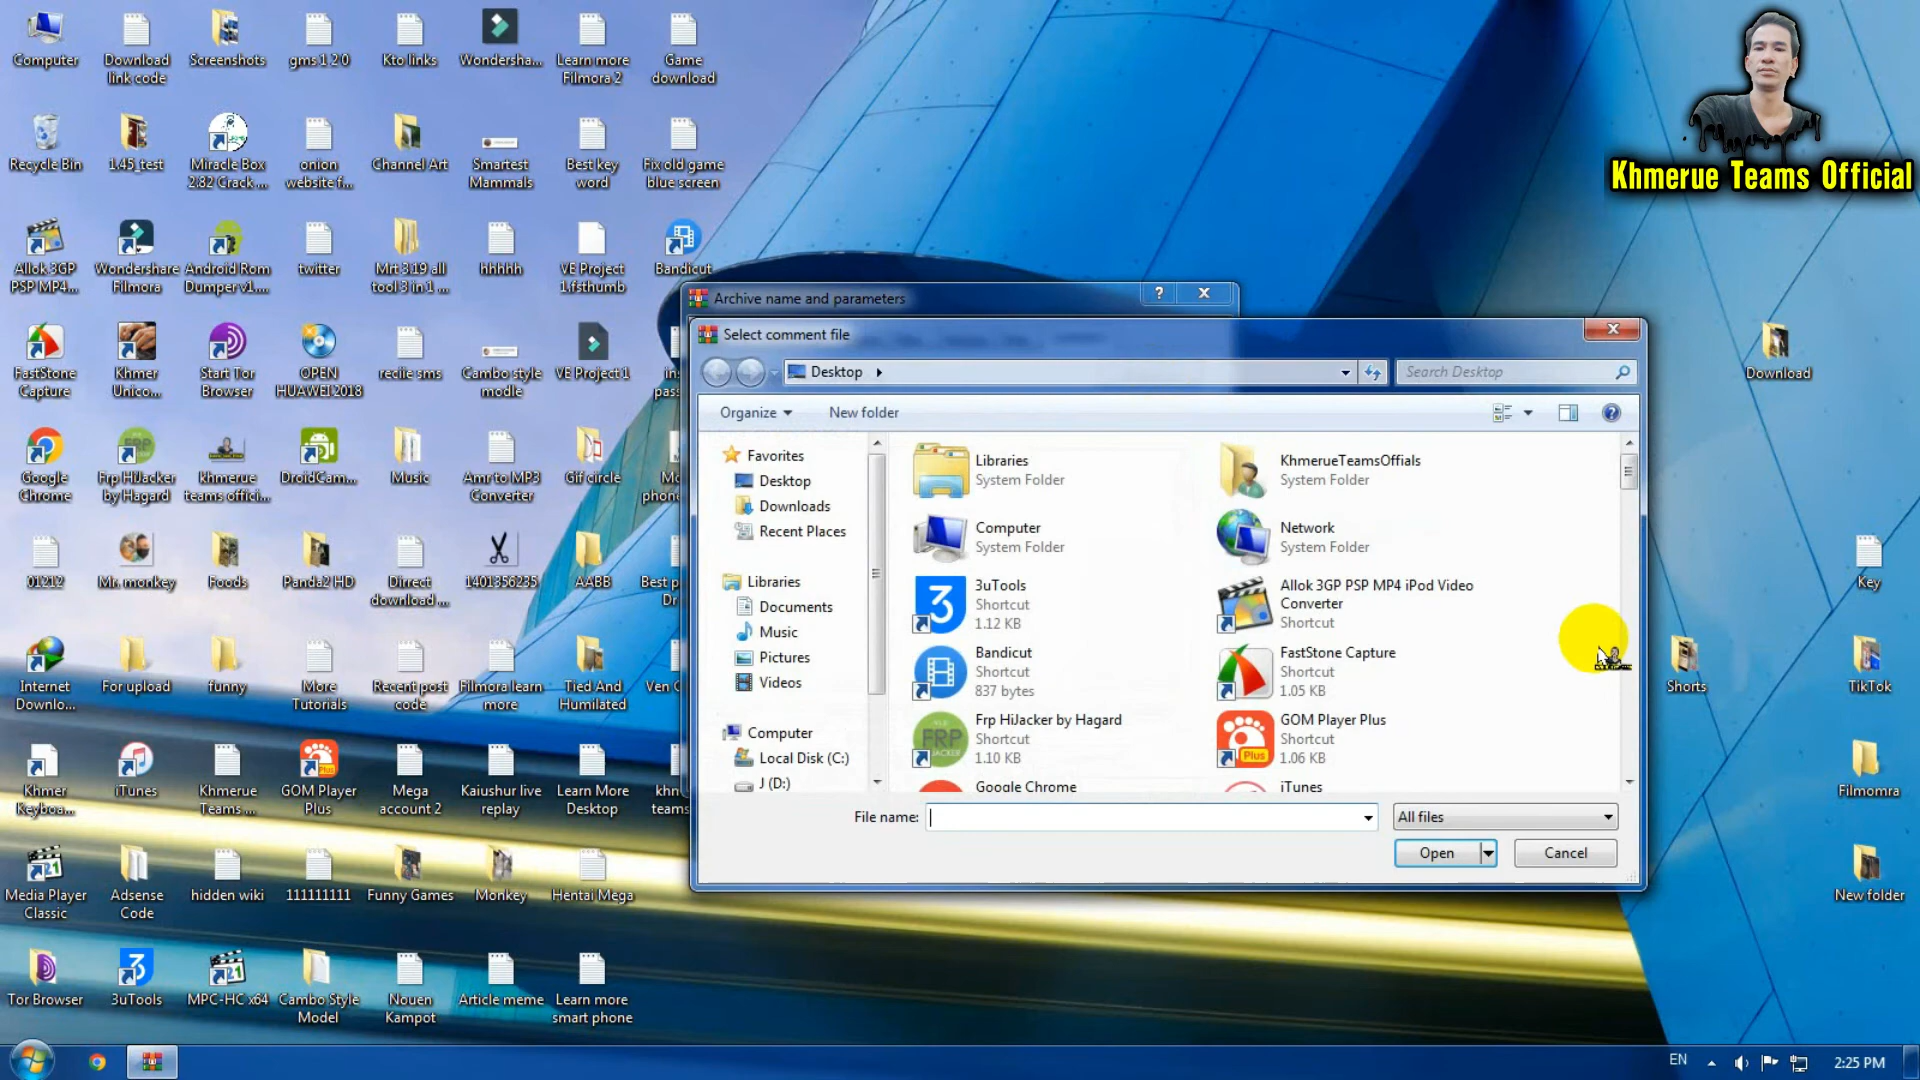 Computer
Download
link code
Screenshots
gms 1 2 0
Kto links
Wondersha...
Learn more
Filmora 2
Game
download
Khmerue Teams Official
Recycle Bin
1.45_test
Miracle Box
2.82 Crack ...
onion
website f...
Channel Art
Smartest
Mammals
Best key
word
Fix old game
blue screen
Allok 3GP
PSP MP4...
Wondershare
Filmora
Android Rom
Dumper v1....
twitter
Mrt 3.19 all
tool 3 in 1 ...
hhhhh
VE Project
1.fsthumb
Bandicut
FastStone
Capture
Khmer
Unico...
Start Tor
Browser
OPEN
HUAWEI2018
reciie sms
Cambo style
modle
VE Project 1
ins
pass
Google
Chrome
Frp HiJacker
by Hagard
khmerue
teams offici...
DroidCam...
Music
Amr to MP3
Converter
Gif circle
Mo
phone
01212
Mr. monkey
Foods
Panda2 HD
Dirrect
download ...
1401356235
AABB
Best p
Dr
Internet
Downlo...
For upload
funny
More
Tutorials
Recent post
code
Filmora learn
more
Tied And
Humilated
Ven C
Khmer
Keyboa...
iTunes
Khmerue
Teams ...
GOM Player
Plus
Mega
account 2
Kaiushur live
replay
Learn More
Desktop
khn
teams
Media Player
Classic
Adsense
Code
hidden wiki
111111111
Funny Games
Monkey
Hentai Mega
Tor Browser
3uTools
MPC-HC x64
Cambo Style
Model
Nouen
Kampot
Article meme
Learn more
smart phone
Archive name and parameters
?
Select comment file
Desktop
Search Desktop
Organize
New folder
Favorites
Desktop
Downloads
Recent Places
Libraries
Documents
Music
Pictures
Videos
Computer
Local Disk (C:)
J (D:)
Libraries
System Folder
KhmerueTeamsOffials
System Folder
Computer
System Folder
Network
System Folder
3uTools
Shortcut
1.12 KB
Allok 3GP PSP MP4 iPod Video
Converter
Shortcut
Bandicut
Shortcut
837 bytes
FastStone Capture
Shortcut
1.05 KB
Frp HiJacker by Hagard
Shortcut
1.10 KB
GOM Player Plus
Shortcut
1.06 KB
Google Chrome
iTunes
File name:
All files
Open
Cancel
Download
Key
Shorts
TikTok
Filmomra
New folder
EN
2:25 PM